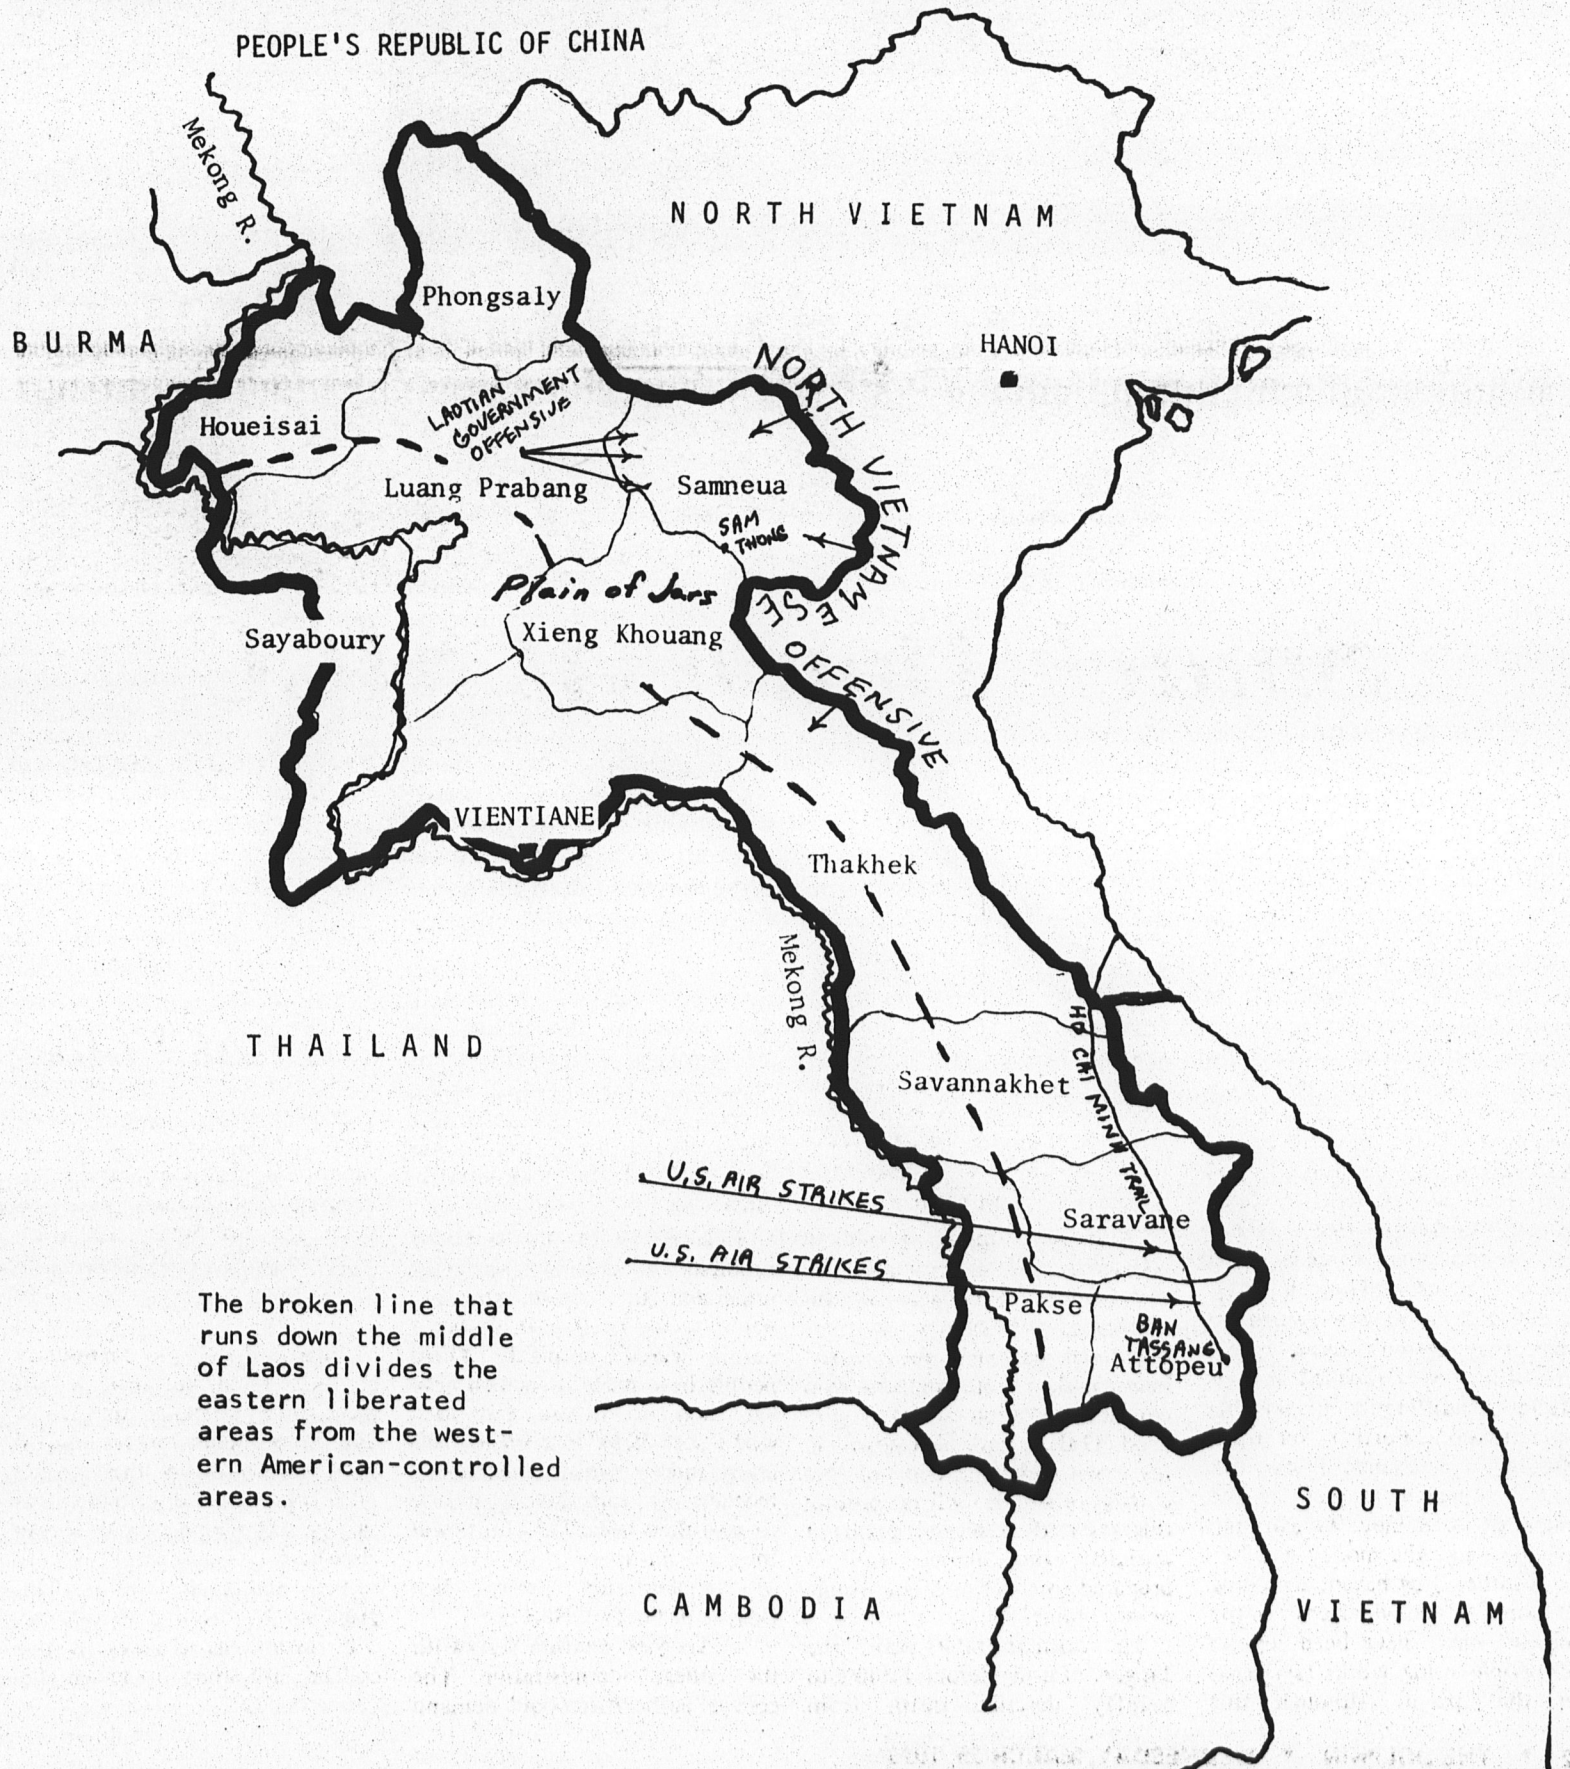 PEOPLE'S REPUBLIC OF CHINA
Mekong R.
NORTH VIETNAM
Phongsaly
BURMA
HANOI
NORTH VIETNAMESE OFFENSIVE
LAOTIAN
GOVERNMENT
OFFENSIVE
Houeisai
Luang Prabang
Samneua
SAM
THONG
Plain of Jars
Xieng Khouang
Sayaboury
VIENTIANE
Thakhek
Mekong R.
THAILAND
HO CHI MINH TRAIL
Savannakhet
U.S. AIR STRIKES
Saravane
U.S. AIR STRIKES
Pakse
BAN
TASSANG
Attopeu
The broken line that
runs down the middle
of Laos divides the
eastern liberated
areas from the west-
ern American-controlled
areas.
SOUTH
VIETNAM
CAMBODIA